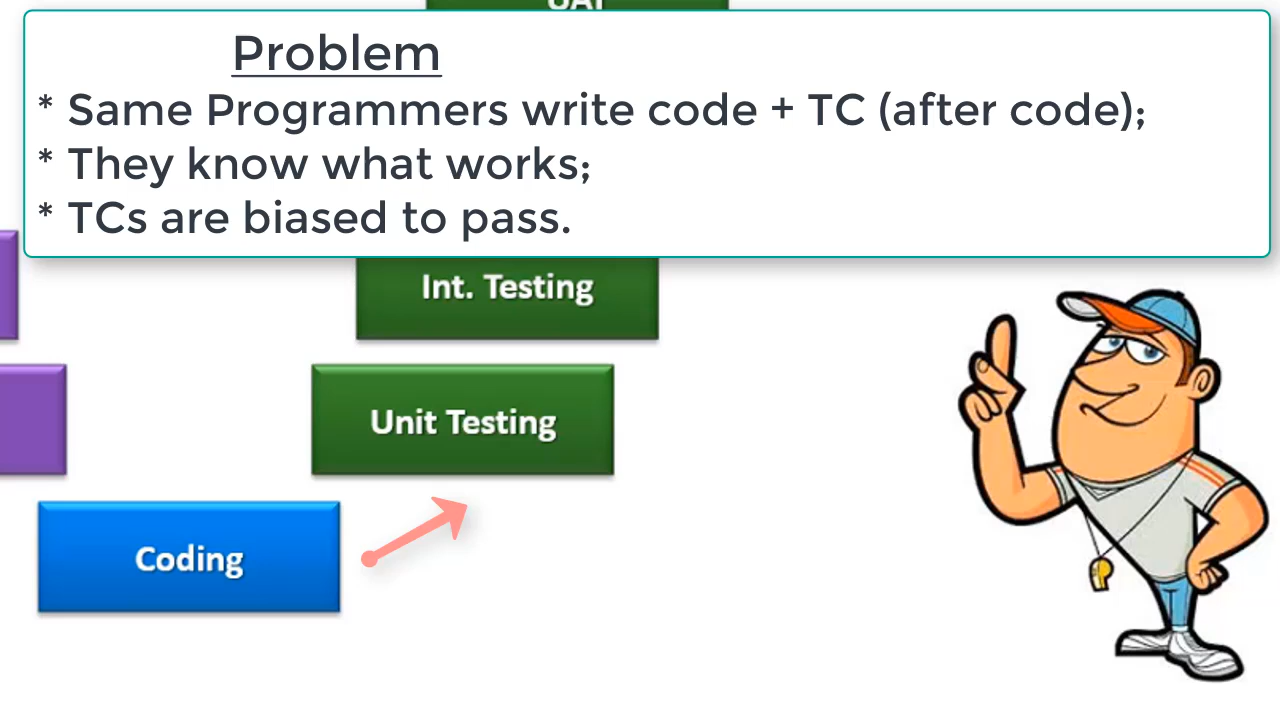 UAT
Problem
* Same Programmers write code + TC (after code);
* They know what works;
* TCs are biased to pass.
Int. Testing
Unit Testing
Coding